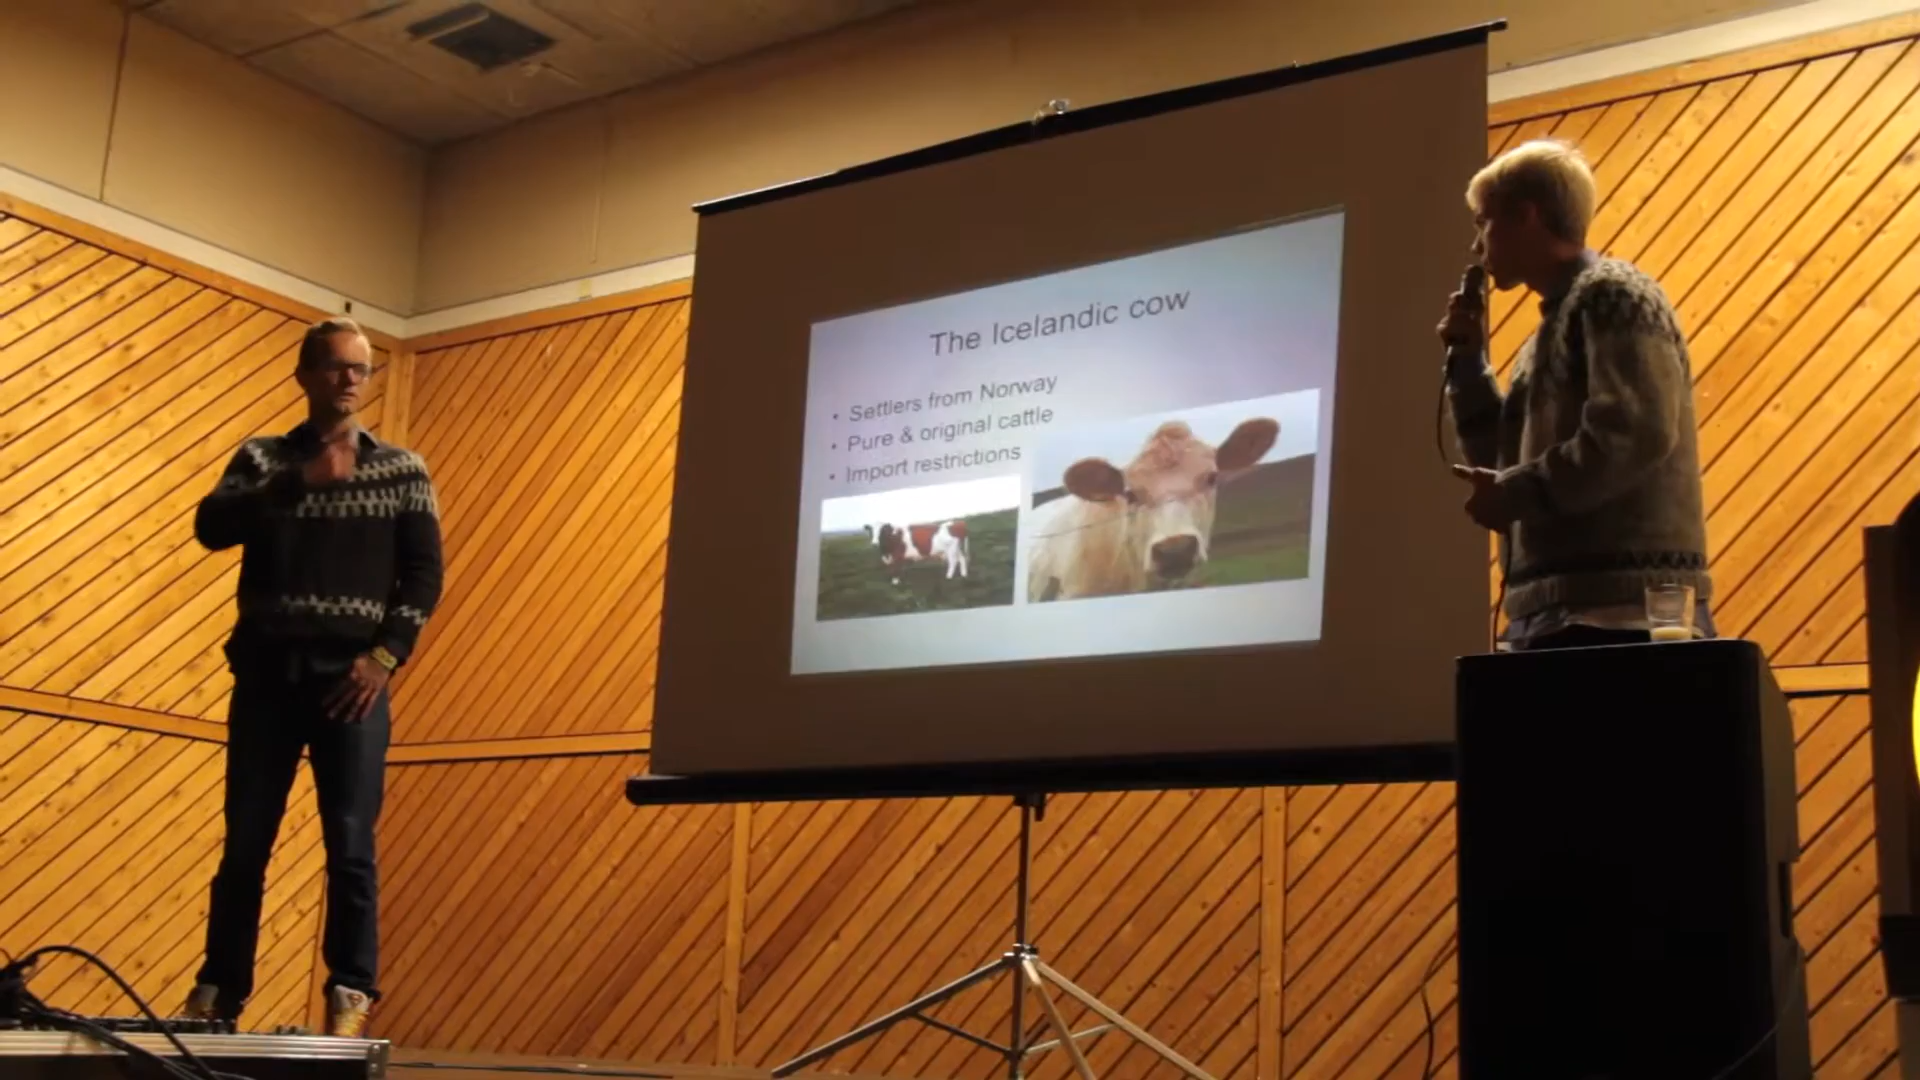 The Icelandic cow
• Settlers from Norway
• Pure & original cattle
• Import restrictions